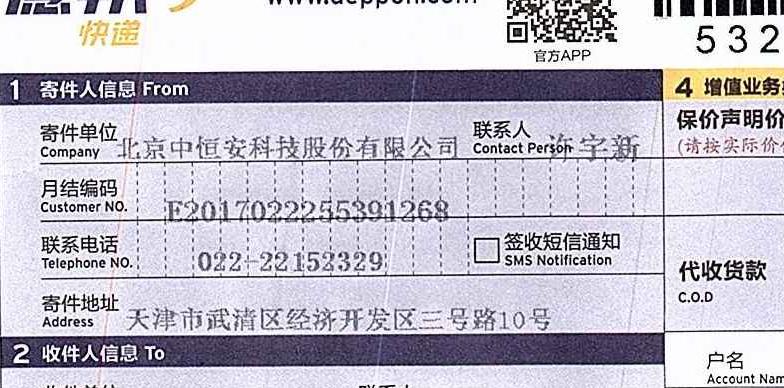 快递
www.deppon.com
官方APP
532
1 寄件人信息 From
4 增值业务
寄件单位 Company 北京中恒安科技股份有限公司 联系人 Contact Person 许宇新
保价声明价
(请按实际价
月结编码 Customer NO. E2017022255391268
联系电话 Telephone NO. 022-22152329 签收短信通知 SMS Notification
代收货款
C.O.D
寄件地址 Address 天津市武清区经济开发区三号路10号
2 收件人信息 To
户名
Account Nam